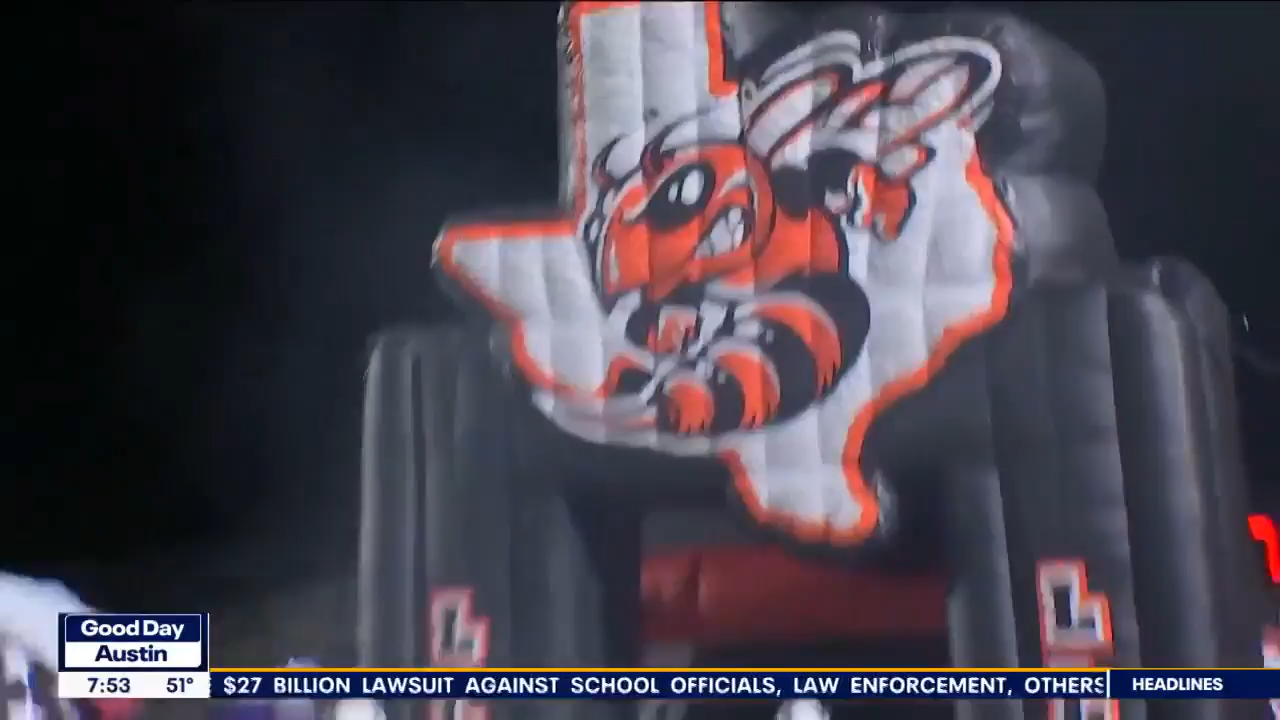 Good Day
Austin
7:53 51°
$27 BILLION LAWSUIT AGAINST SCHOOL OFFICIALS, LAW ENFORCEMENT, OTHERS
HEADLINES